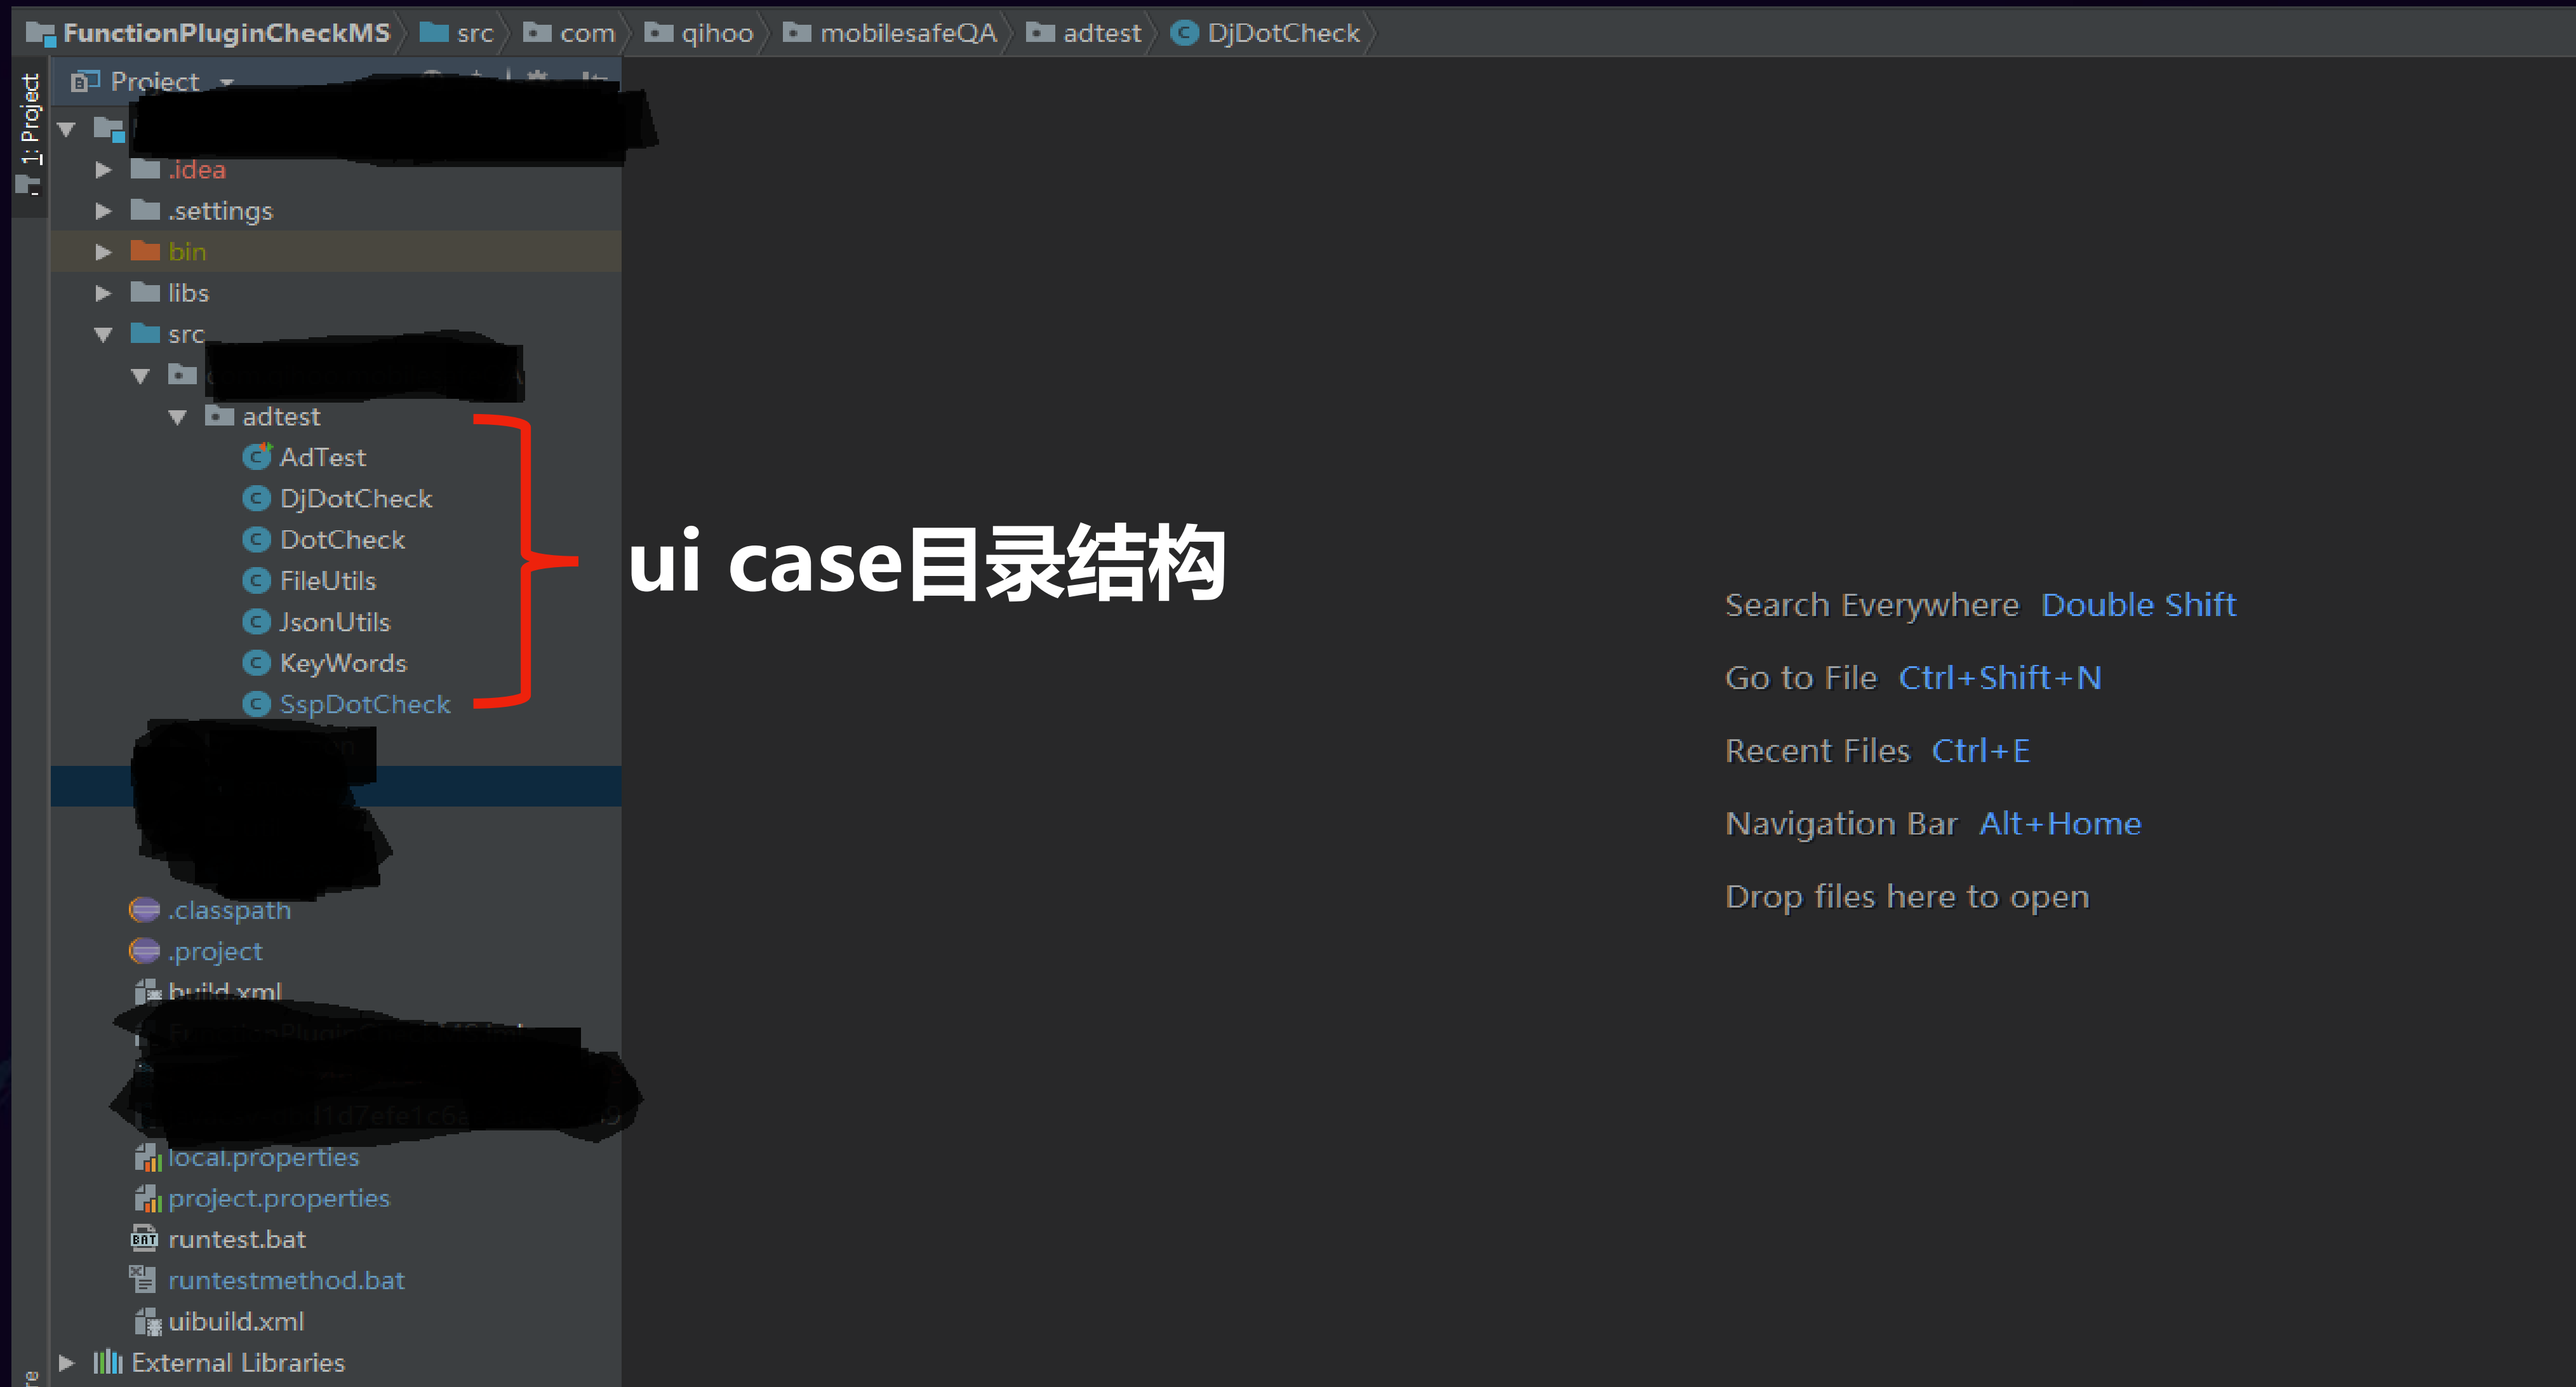 FunctionPluginCheckMS src com qihoo mobilesafeQA adtest DjDotCheck
1: Project
Project
.idea
.settings
bin
libs
src
adtest
AdTest
DjDotCheck
DotCheck
FileUtils
JsonUtils
KeyWords
SspDotCheck
ui case目录结构
Search Everywhere Double Shift
Go to File Ctrl+Shift+N
Recent Files Ctrl+E
Navigation Bar Alt+Home
Drop files here to open
.classpath
.project
build.xml
local.properties
project.properties
BAT runtest.bat
runtestmethod.bat
uibuild.xml
External Libraries